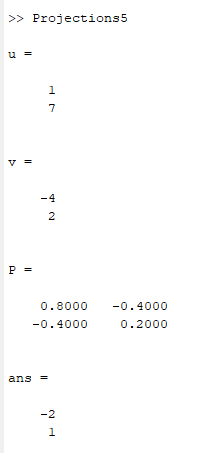 >> Projections5
u =
1
7
v =
-4
2
P =
0.8000 -0.4000
-0.4000 0.2000
ans =
-2
1